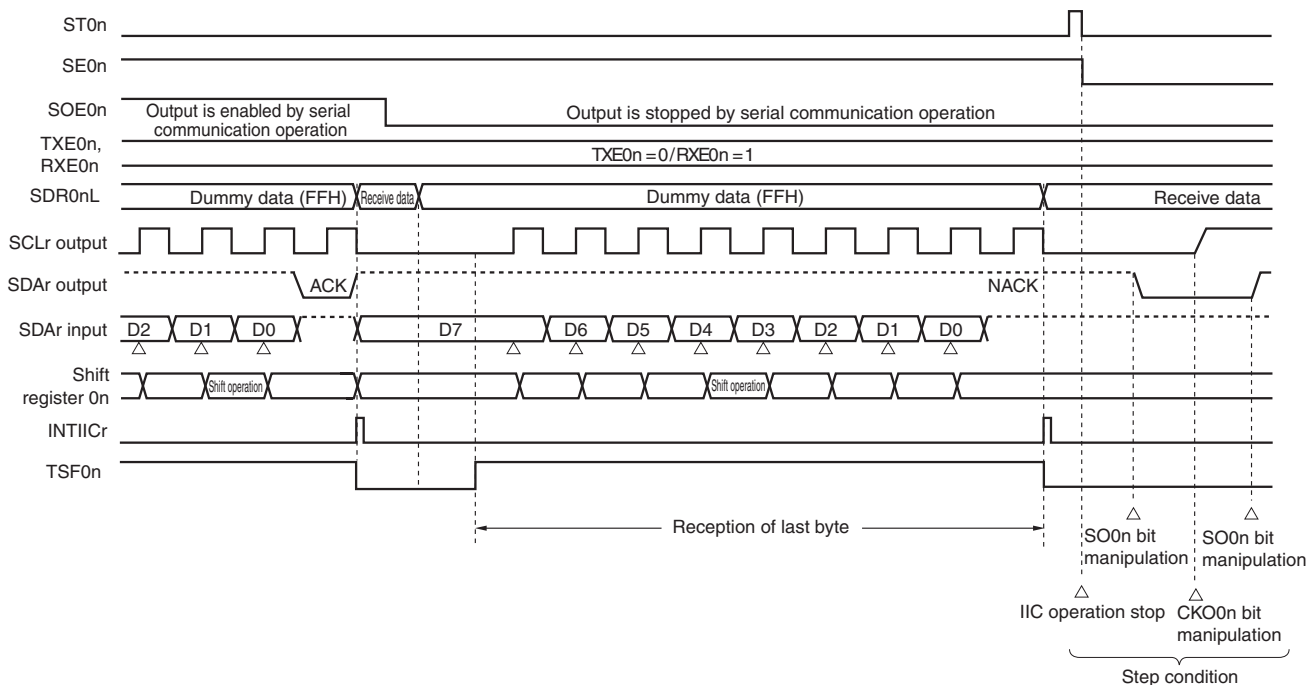 ST0n
SE0n
SOE0n
Output is enabled by serial
communication operation
Output is stopped by serial communication operation
TXE0n,
RXE0n
TXE0n=0/RXE0n=1
SDR0nL
Dummy data (FFH)
Receive data
Dummy data (FFH)
Receive data
SCLr output
SDAr output
ACK
NACK
SDAr input
D2 D1 D0 D7 D6 D5 D4 D3 D2 D1 D0
Shift
register 0n
Shift operation
Shift operation
INTIICr
TSF0n
Reception of last byte
SO0n bit
manipulation
SO0n bit
manipulation
IIC operation stop
CKO0n bit
manipulation
Step condition